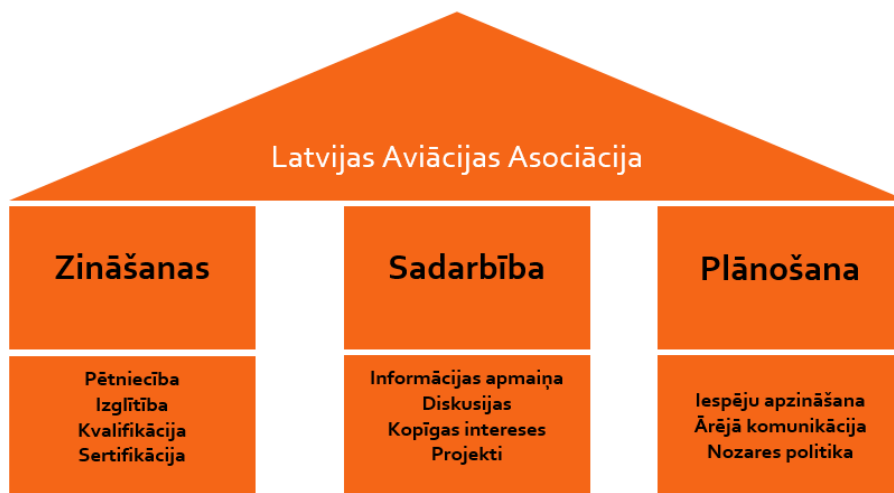 Latvijas Aviācijas Asociācija
Zināšanas
Pētniecība
Izglītība
Kvalifikācija
Sertifikācija
Sadarbība
Informācijas apmaiņa
Diskusijas
Kopīgas intereses
Projekti
Plānošana
Iespēju apzināšana
Ārējā komunikācija
Nozares politika